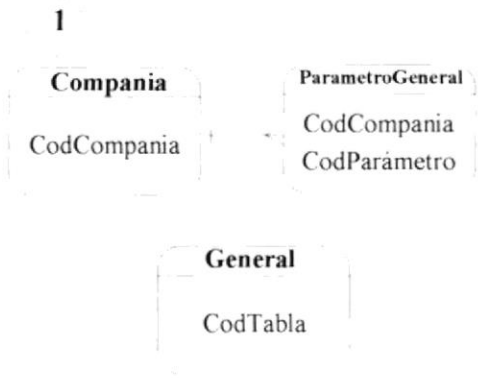 1
Compania
CodCompania
ParametroGeneral
CodCompania
CodParámetro
General
CodTabla